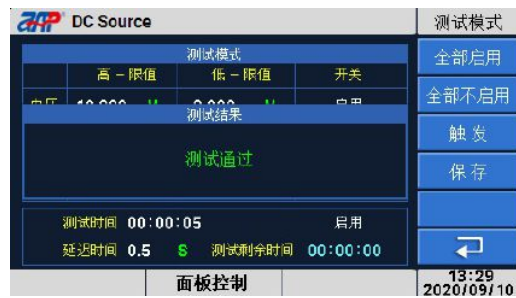 ZAP DC Source
测试模式
测试模式
高 - 限值 低 - 限值 开关
测试结果
测试通过
测试时间 00:00:05 启用
延迟时间 0.5 S 测试剩余时间 00:00:00
面板控制
全部启用
全部不启用
触 发
保 存
13:29
2020/09/10